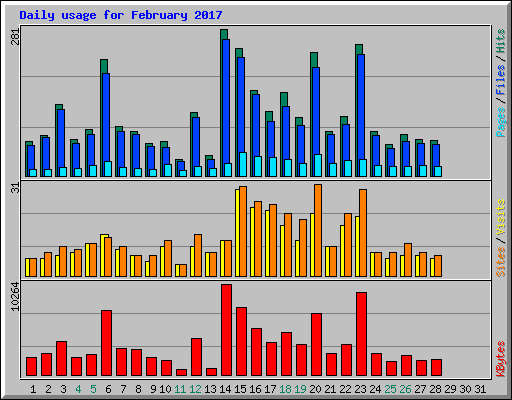 Daily usage for February 2017
281
Pages / Files / Hits
31
Sites / Visits
10264
KBytes
1 2 3 4 5 6 7 8 9 10 11 12 13 14 15 16 17 18 19 20 21 22 23 24 25 26 27 28 29 30 31